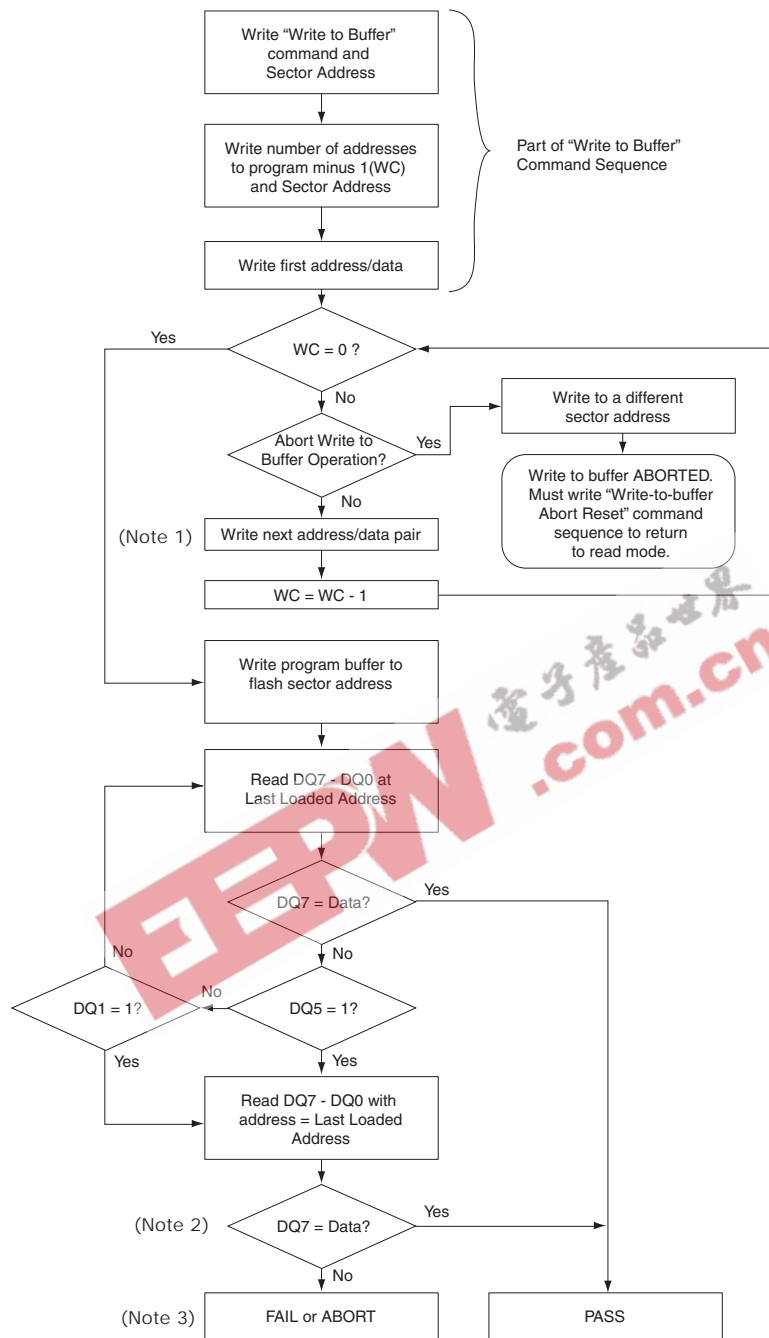 Write “Write to Buffer”
command and
Sector Address
Write number of addresses
to program minus 1(WC)
and Sector Address
Part of “Write to Buffer”
Command Sequence
Write first address/data
Yes
WC = 0 ?
No
Write to a different
sector address
Abort Write to
Buffer Operation?
Yes
No
Write to buffer ABORTED.
Must write “Write-to-buffer
Abort Reset” command
sequence to return
to read mode.
(Note 1)
Write next address/data pair
WC = WC - 1
Write program buffer to
flash sector address
電子產品世界
.com.cn
EEPW
Read DQ7 - DQ0 at
Last Loaded Address
DQ7 = Data?
Yes
No
No
DQ1 = 1?
No
DQ5 = 1?
Yes
Yes
Read DQ7 - DQ0 with
address = Last Loaded
Address
(Note 2)
DQ7 = Data?
Yes
No
(Note 3)
FAIL or ABORT
PASS